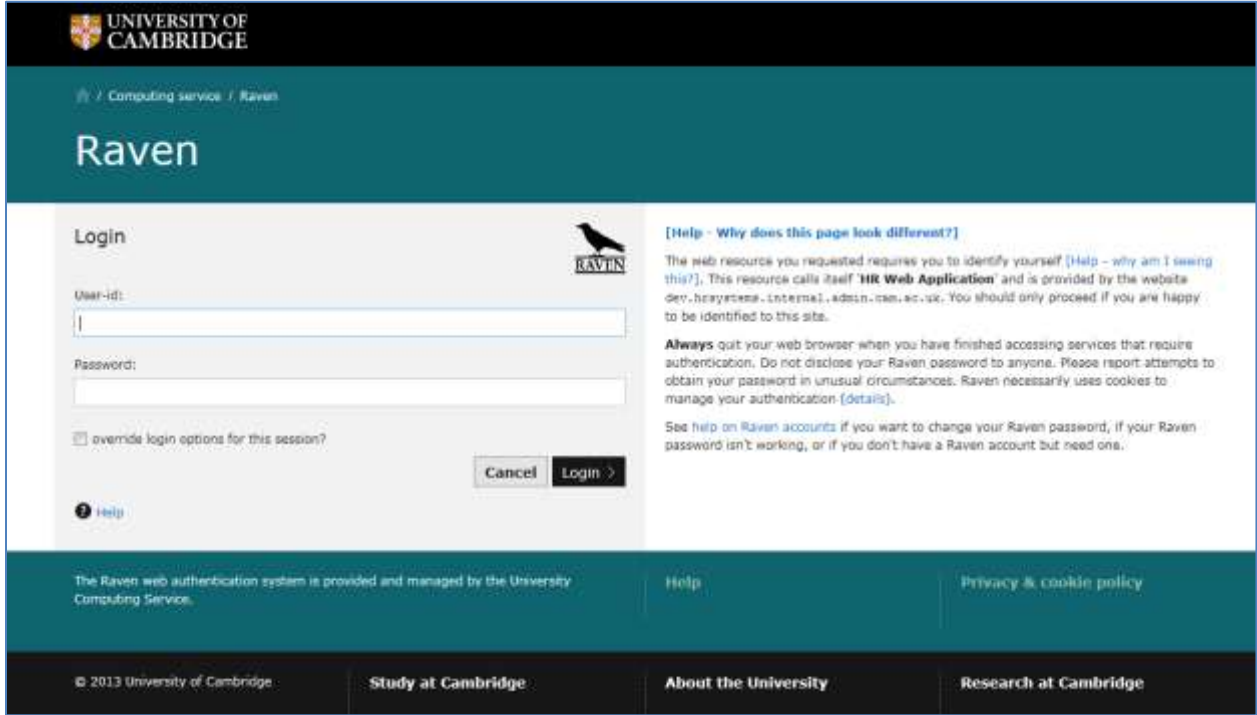 UNIVERSITY OF
CAMBRIDGE
/ Computing service / Raven
Raven
Login
RAVEN
User-id:
Password:
override login options for this session?
Cancel
Login >
? Help
[Help - Why does this page look different?]
The web resource you requested requires you to identify yourself [Help - why am I seeing
this?]. This resource calls itself 'HR Web Application' and is provided by the website
dev.hrsystems.internal.admin.cam.ac.uk. You should only proceed if you are happy
to be identified to this site.
Always quit your web browser when you have finished accessing services that require
authentication. Do not disclose your Raven password to anyone. Please report attempts to
obtain your password in unusual circumstances. Raven necessarily uses cookies to
manage your authentication [details].
See help on Raven accounts if you want to change your Raven password, if your Raven
password isn't working, or if you don't have a Raven account but need one.
The Raven web authentication system is provided and managed by the University
Computing Service.
Help
Privacy & cookie policy
© 2013 University of Cambridge
Study at Cambridge
About the University
Research at Cambridge